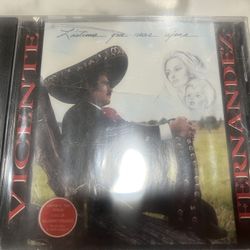 Lástima que seas ajena
VICENTE
FERNANDEZ